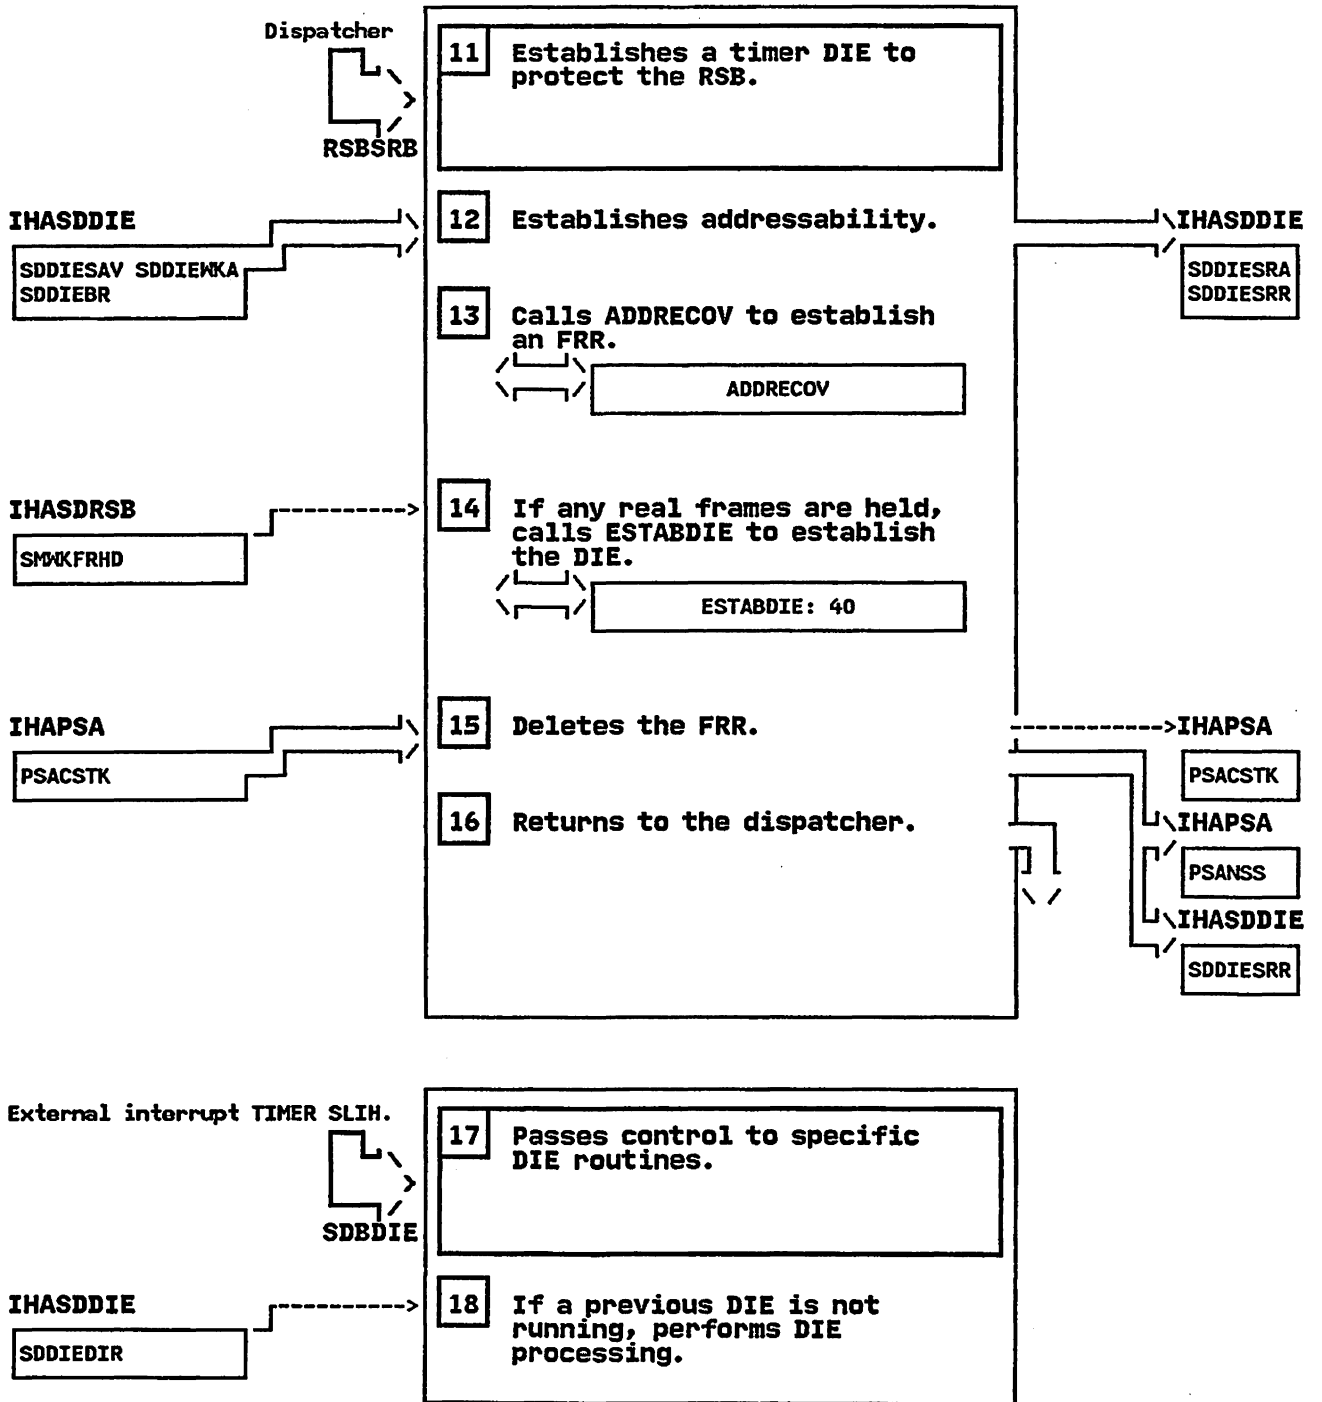 Dispatcher
11 Establishes a timer DIE to
protect the RSB.
RSBSRB
IHASDDIE
SDDIESAV SDDIEWKA
SDDIEBR
12 Establishes addressability.
IHASDDIE
SDDIESRA
SDDIESRR
13 Calls ADDRECOV to establish
an FRR.
ADDRECOV
IHASDRSB
SMWKFRHD
14 If any real frames are held,
calls ESTABDIE to establish
the DIE.
ESTABDIE: 40
IHAPSA
PSACSTK
15 Deletes the FRR.
IHAPSA
PSACSTK
16 Returns to the dispatcher.
IHAPSA
PSANSS
IHASDDIE
SDDIESRR
External interrupt TIMER SLIH.
17 Passes control to specific
DIE routines.
SDBDIE
IHASDDIE
SDDIEDIR
18 If a previous DIE is not
running, performs DIE
processing.